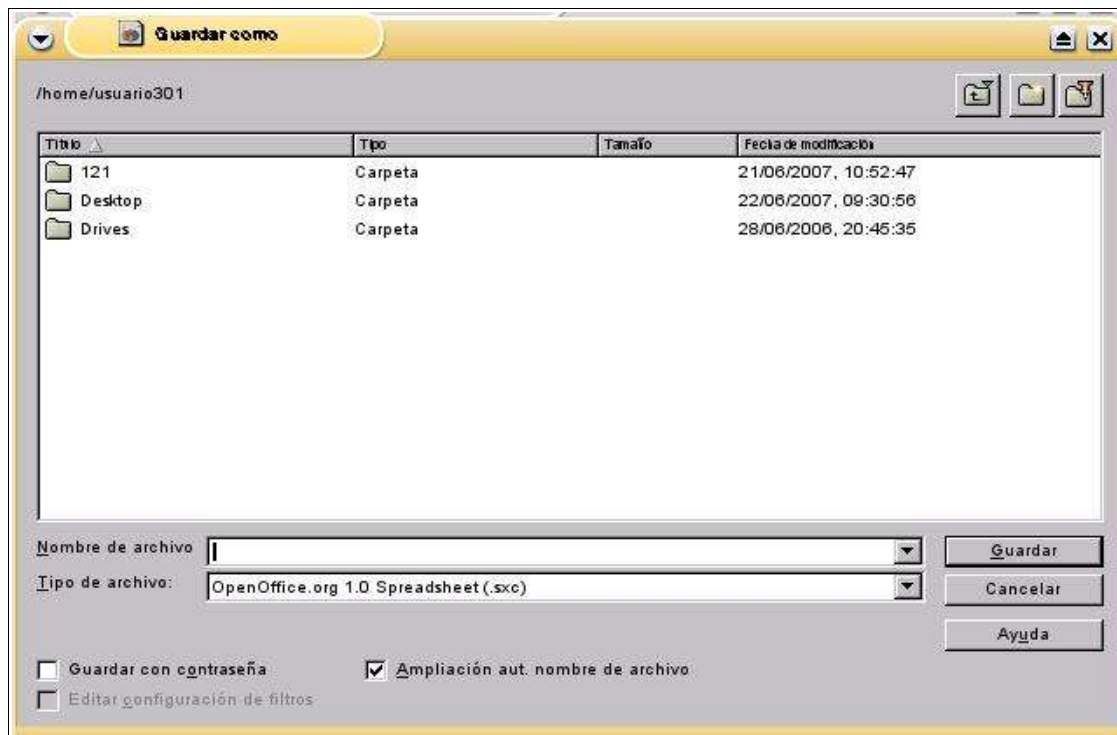 Guardar como
/home/usuario301
Título Tipo Tamaño Fecha de modificación
121 Carpeta 21/06/2007, 10:52:47
Desktop Carpeta 22/06/2007, 09:30:56
Drives Carpeta 28/06/2006, 20:45:35
Nombre de archivo Guardar
Tipo de archivo: OpenOffice.org 1.0 Spreadsheet (.sxc) Cancelar
Ayuda
Guardar con contraseña Ampliación aut. nombre de archivo
Editar configuración de filtros